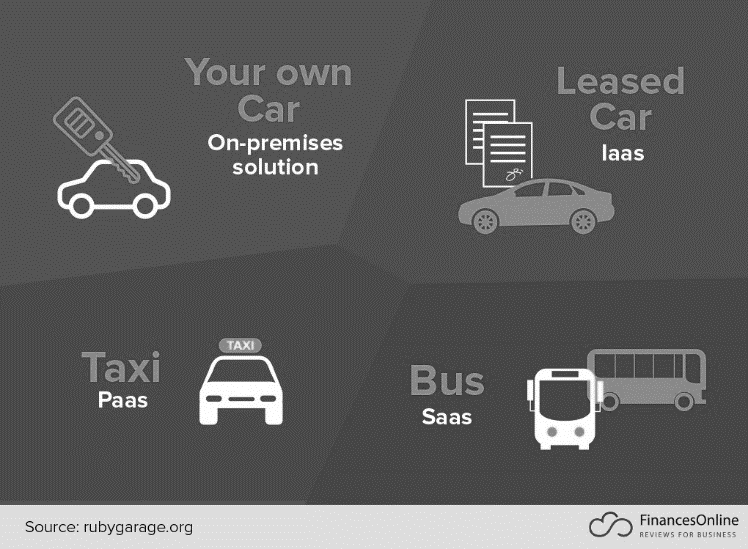 Your own
Car
On-premises
solution
Leased
Car
Iaas
Taxi
Paas
TAXI
Bus
Saas
Source: rubygarage.org
FinancesOnline
REVIEWS FOR BUSINESS